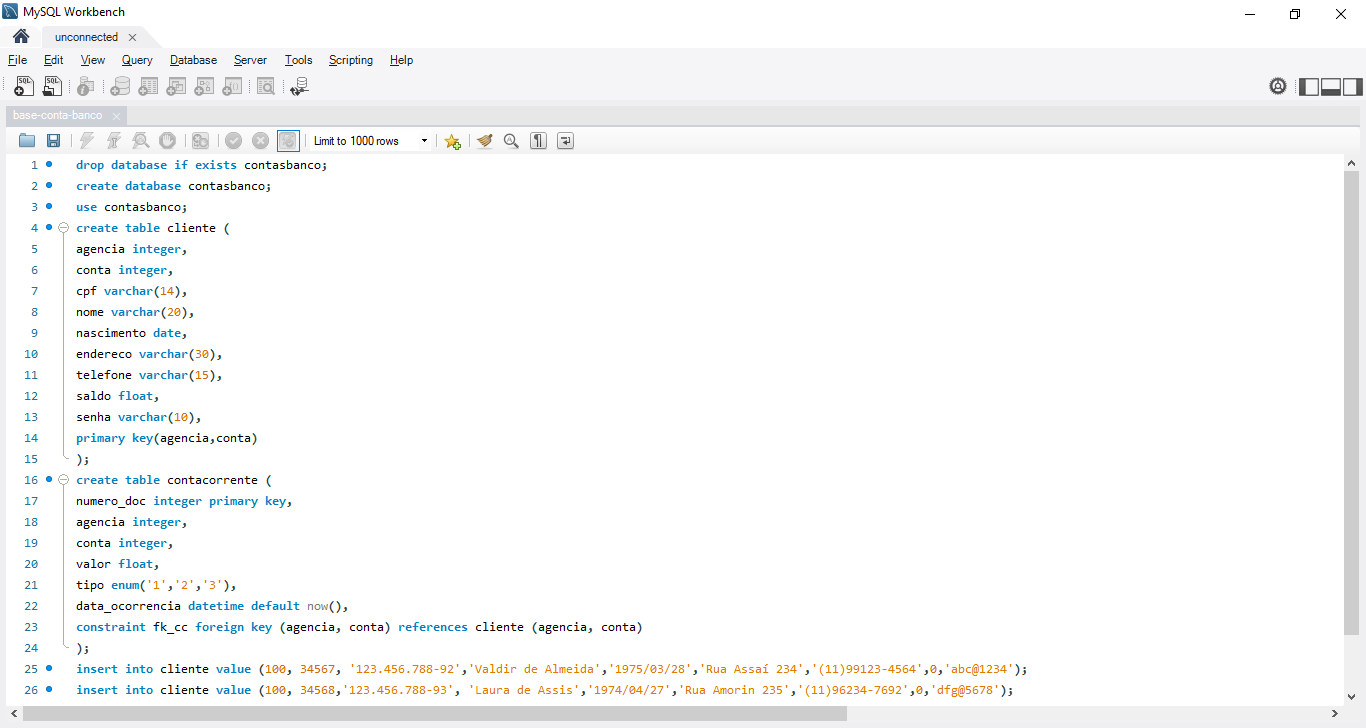 MySQL Workbench
unconnected
File Edit View Query Database Server Tools Scripting Help
SQL SQL
base-conta-banco
Limit to 1000 rows
1 drop database if exists contasbanco;
2 create database contasbanco;
3 use contasbanco;
4 create table cliente (
5 agencia integer,
6 conta integer,
7 cpf varchar(14),
8 nome varchar(20),
9 nascimento date,
10 endereco varchar(30),
11 telefone varchar(15),
12 saldo float,
13 senha varchar(10),
14 primary key(agencia,conta)
15 );
16 create table contacorrente (
17 numero_doc integer primary key,
18 agencia integer,
19 conta integer,
20 valor float,
21 tipo enum('1','2','3'),
22 data_ocorrencia datetime default now(),
23 constraint fk_cc foreign key (agencia, conta) references cliente (agencia, conta)
24 );
25 insert into cliente value (100, 34567, '123.456.788-92','Valdir de Almeida','1975/03/28','Rua Assaí 234','(11)99123-4564',0,'abc@1234');
26 insert into cliente value (100, 34568,'123.456.788-93', 'Laura de Assis','1974/04/27','Rua Amorin 235','(11)96234-7692',0,'dfg@5678');